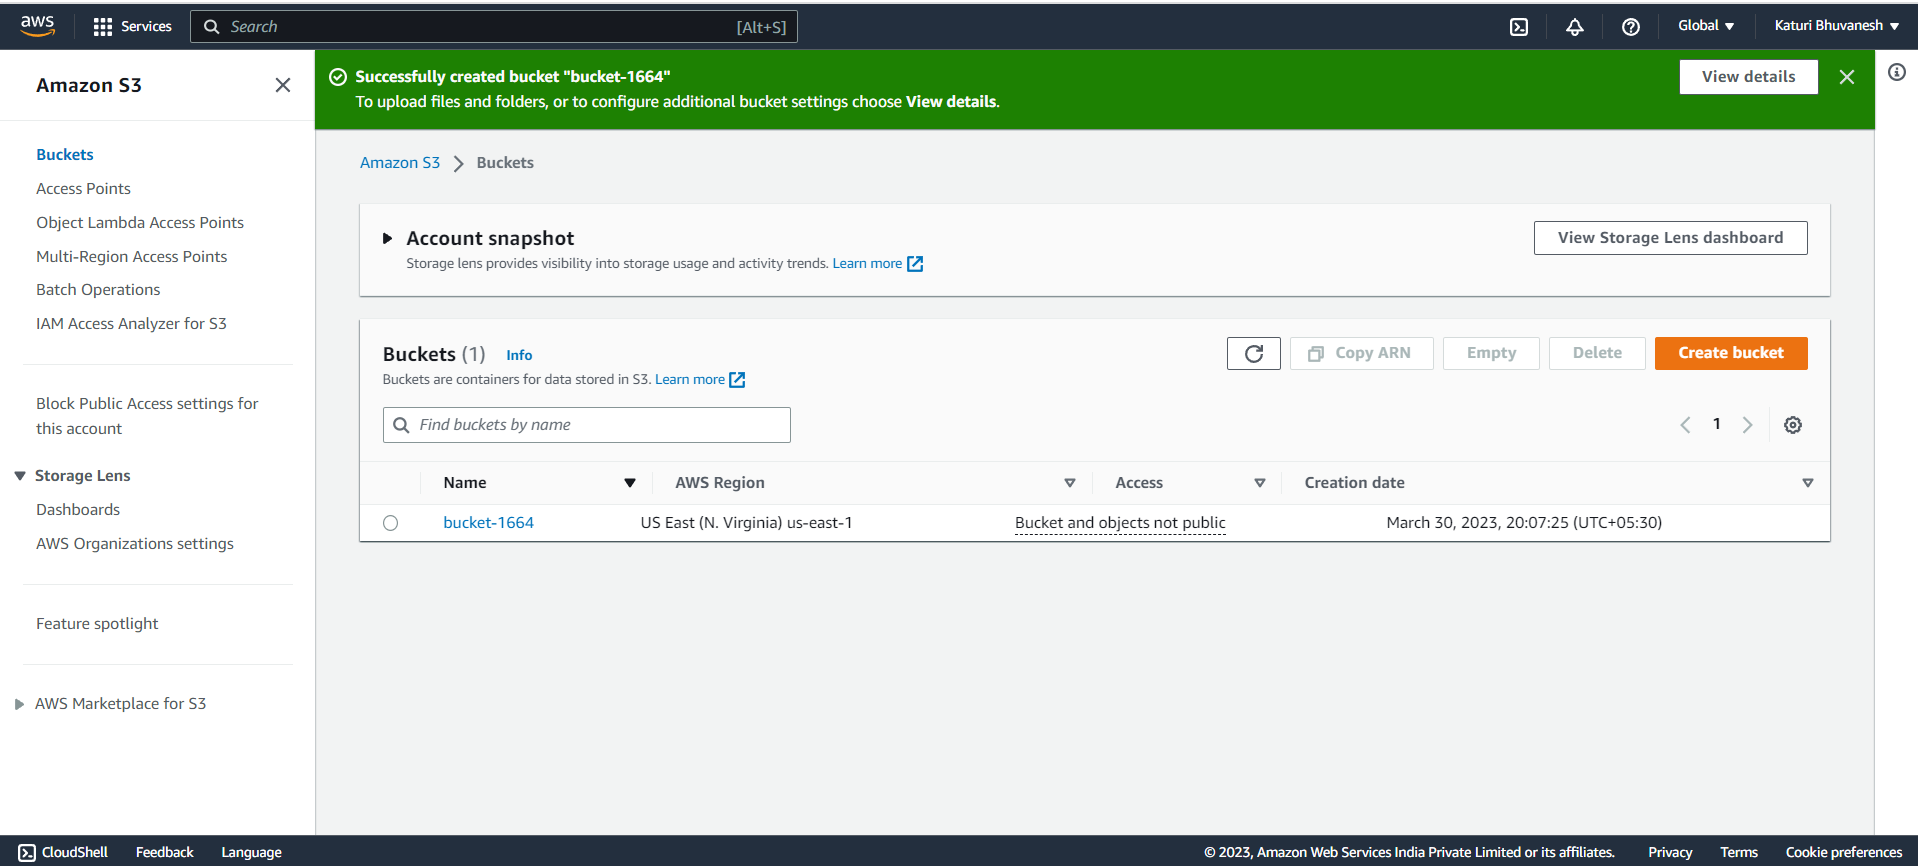 aws
Services
Search
[Alt+S]
Global
Katuri Bhuvanesh
Amazon S3
Buckets
Access Points
Object Lambda Access Points
Multi-Region Access Points
Batch Operations
IAM Access Analyzer for S3
Block Public Access settings for
this account
Storage Lens
Dashboards
AWS Organizations settings
Feature spotlight
AWS Marketplace for S3
Successfully created bucket "bucket-1664"
To upload files and folders, or to configure additional bucket settings choose View details.
View details
Amazon S3 > Buckets
Account snapshot
Storage lens provides visibility into storage usage and activity trends. Learn more
View Storage Lens dashboard
Buckets (1) Info
Buckets are containers for data stored in S3. Learn more
Copy ARN
Empty
Delete
Create bucket
Find buckets by name
1
Name AWS Region Access Creation date
bucket-1664 US East (N. Virginia) us-east-1 Bucket and objects not public March 30, 2023, 20:07:25 (UTC+05:30)
CloudShell Feedback Language © 2023, Amazon Web Services India Private Limited or its affiliates. Privacy Terms Cookie preferences